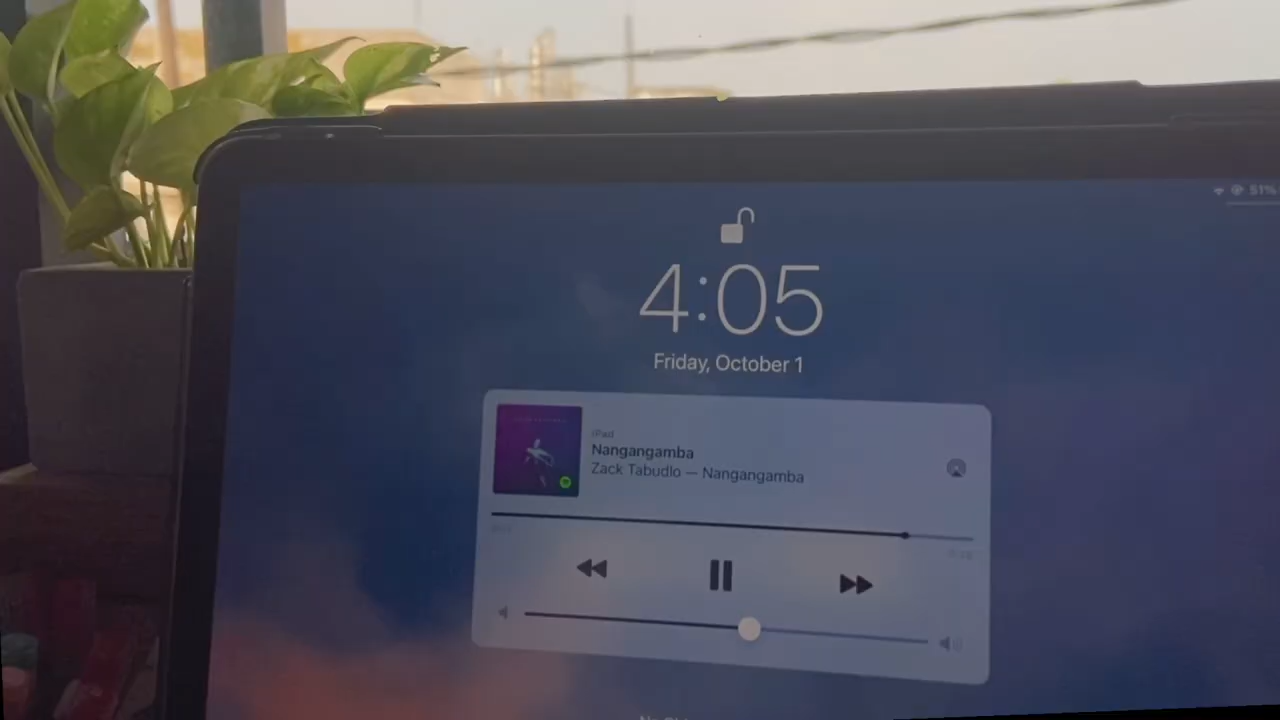 51%
4:05
Friday, October 1
iPad
Nangangamba
Zack Tabudlo — Nangangamba